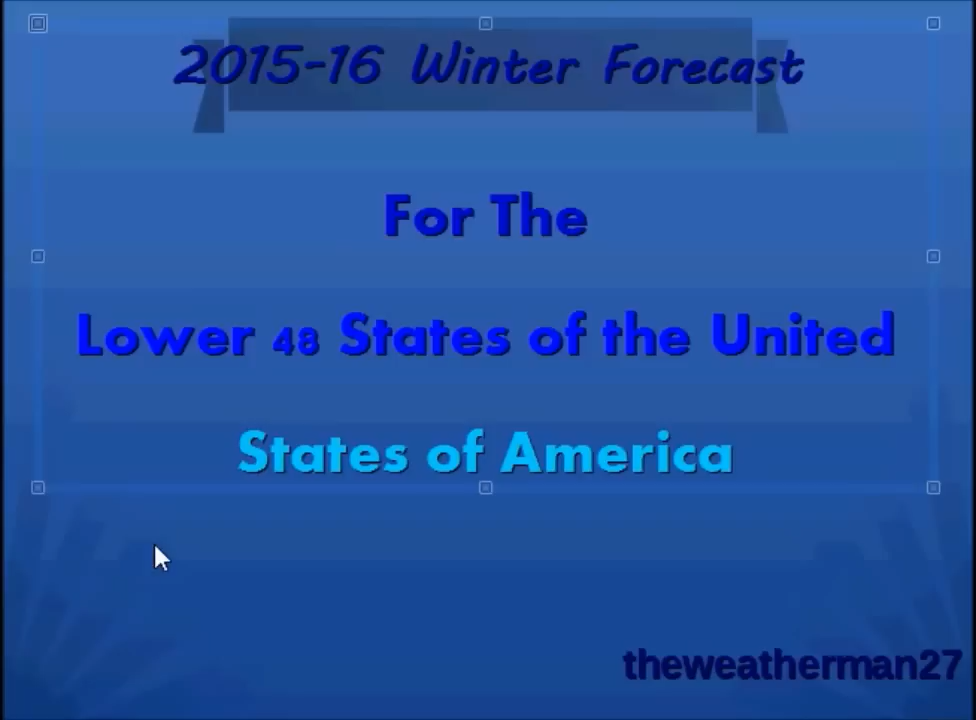 2015-16 Winter Forecast
For The
Lower 48 States of the United
States of America
theweatherman27